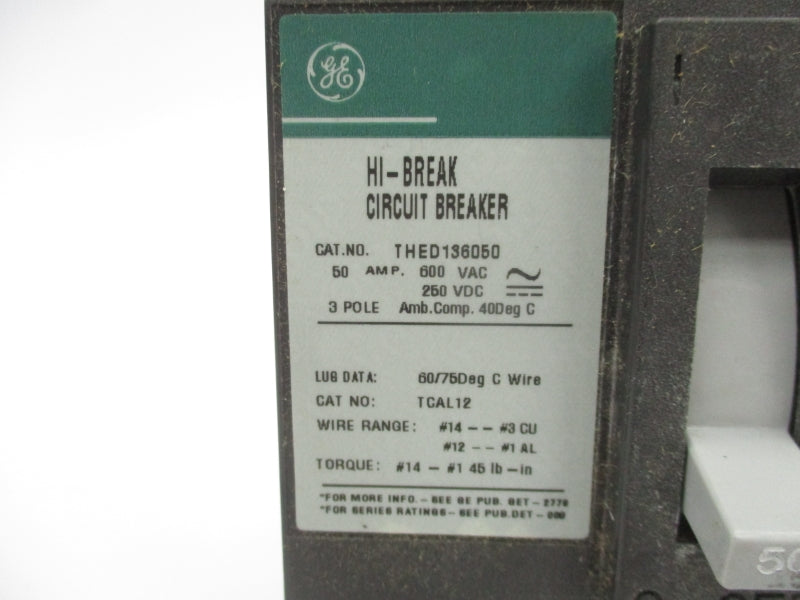 GE
HI-BREAK
CIRCUIT BREAKER
CAT.NO. THED136050
50 AMP. 600 VAC
250 VDC
3 POLE Amb.Comp. 40Deg C
LUG DATA: 60/75Deg C Wire
CAT NO: TCAL12
WIRE RANGE: #14 -- #3 CU
#12 -- #1 AL
TORQUE: #14 - #1 45 lb-in
*FOR MORE INFO. - SEE GE PUB. GET - 2779
*FOR SERIES RATINGS- SEE PUB.DET - 000
50